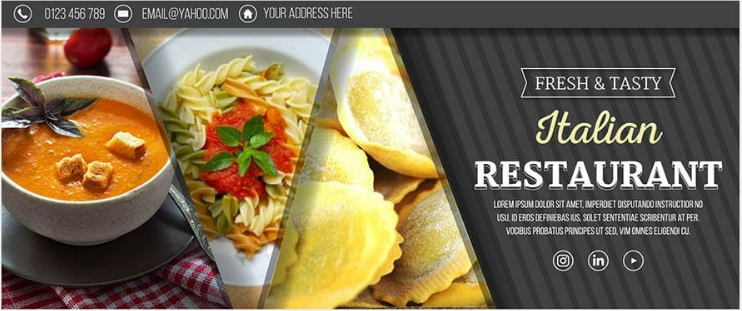 0123 456 789 EMAIL@YAHOO.COM YOUR ADDRESS HERE
FRESH & TASTY
Italian
RESTAURANT
LOREM IPSUM DOLOR SIT AMET, IMPERDIET DISPUTANDO INSTRUCTIOR NO
USU. ID EROS DEFINIEBAS IUS, SOLET SENTENTIAE SCRIBENTUR AT PER.
VOCIBUS PROBATUS PRINCIPES UT SED, VIM OMNES ELIGENDI CU.
in